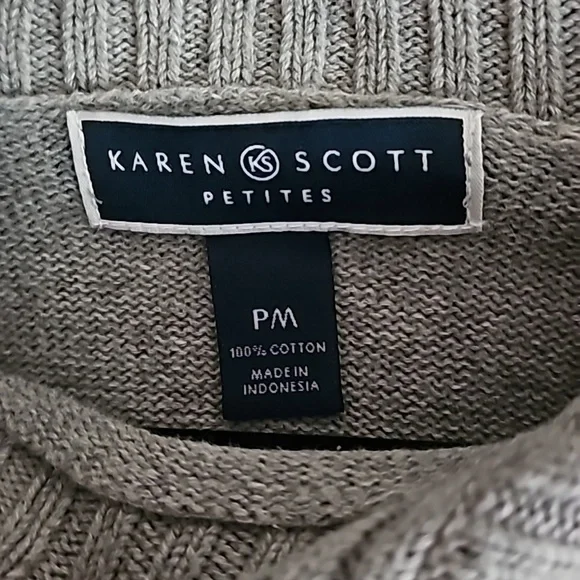 KAREN KS SCOTT
PETITES
PM
100% COTTON
MADE IN
INDONESIA